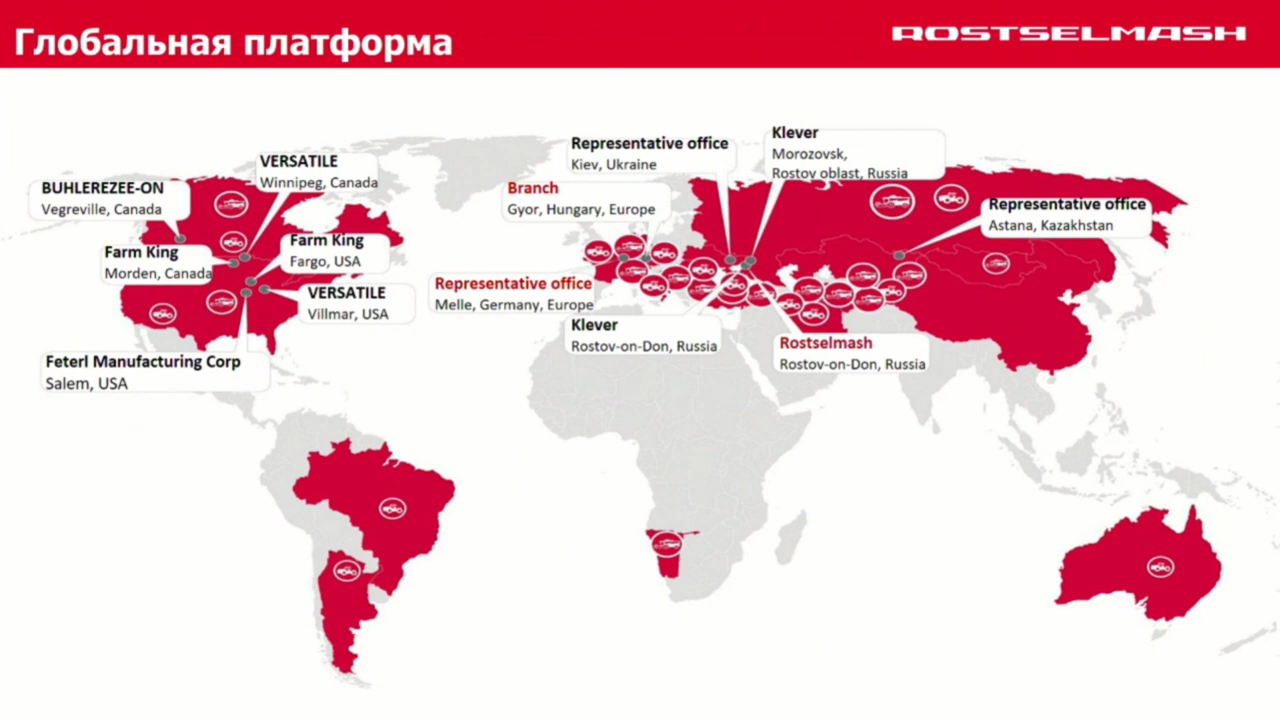 Глобальная платформа
ROSTSELMASH
Representative office
Kiev, Ukraine
Klever
Morozovsk,
Rostov oblast, Russia
VERSATILE
Winnipeg, Canada
BUHLEREZEE-ON
Vegreville, Canada
Branch
Gyor, Hungary, Europe
Representative office
Astana, Kazakhstan
Farm King
Morden, Canada
Farm King
Fargo, USA
Representative office
Melle, Germany, Europe
VERSATILE
Villmar, USA
Klever
Rostov-on-Don, Russia
Rostselmash
Rostov-on-Don, Russia
Feterl Manufacturing Corp
Salem, USA